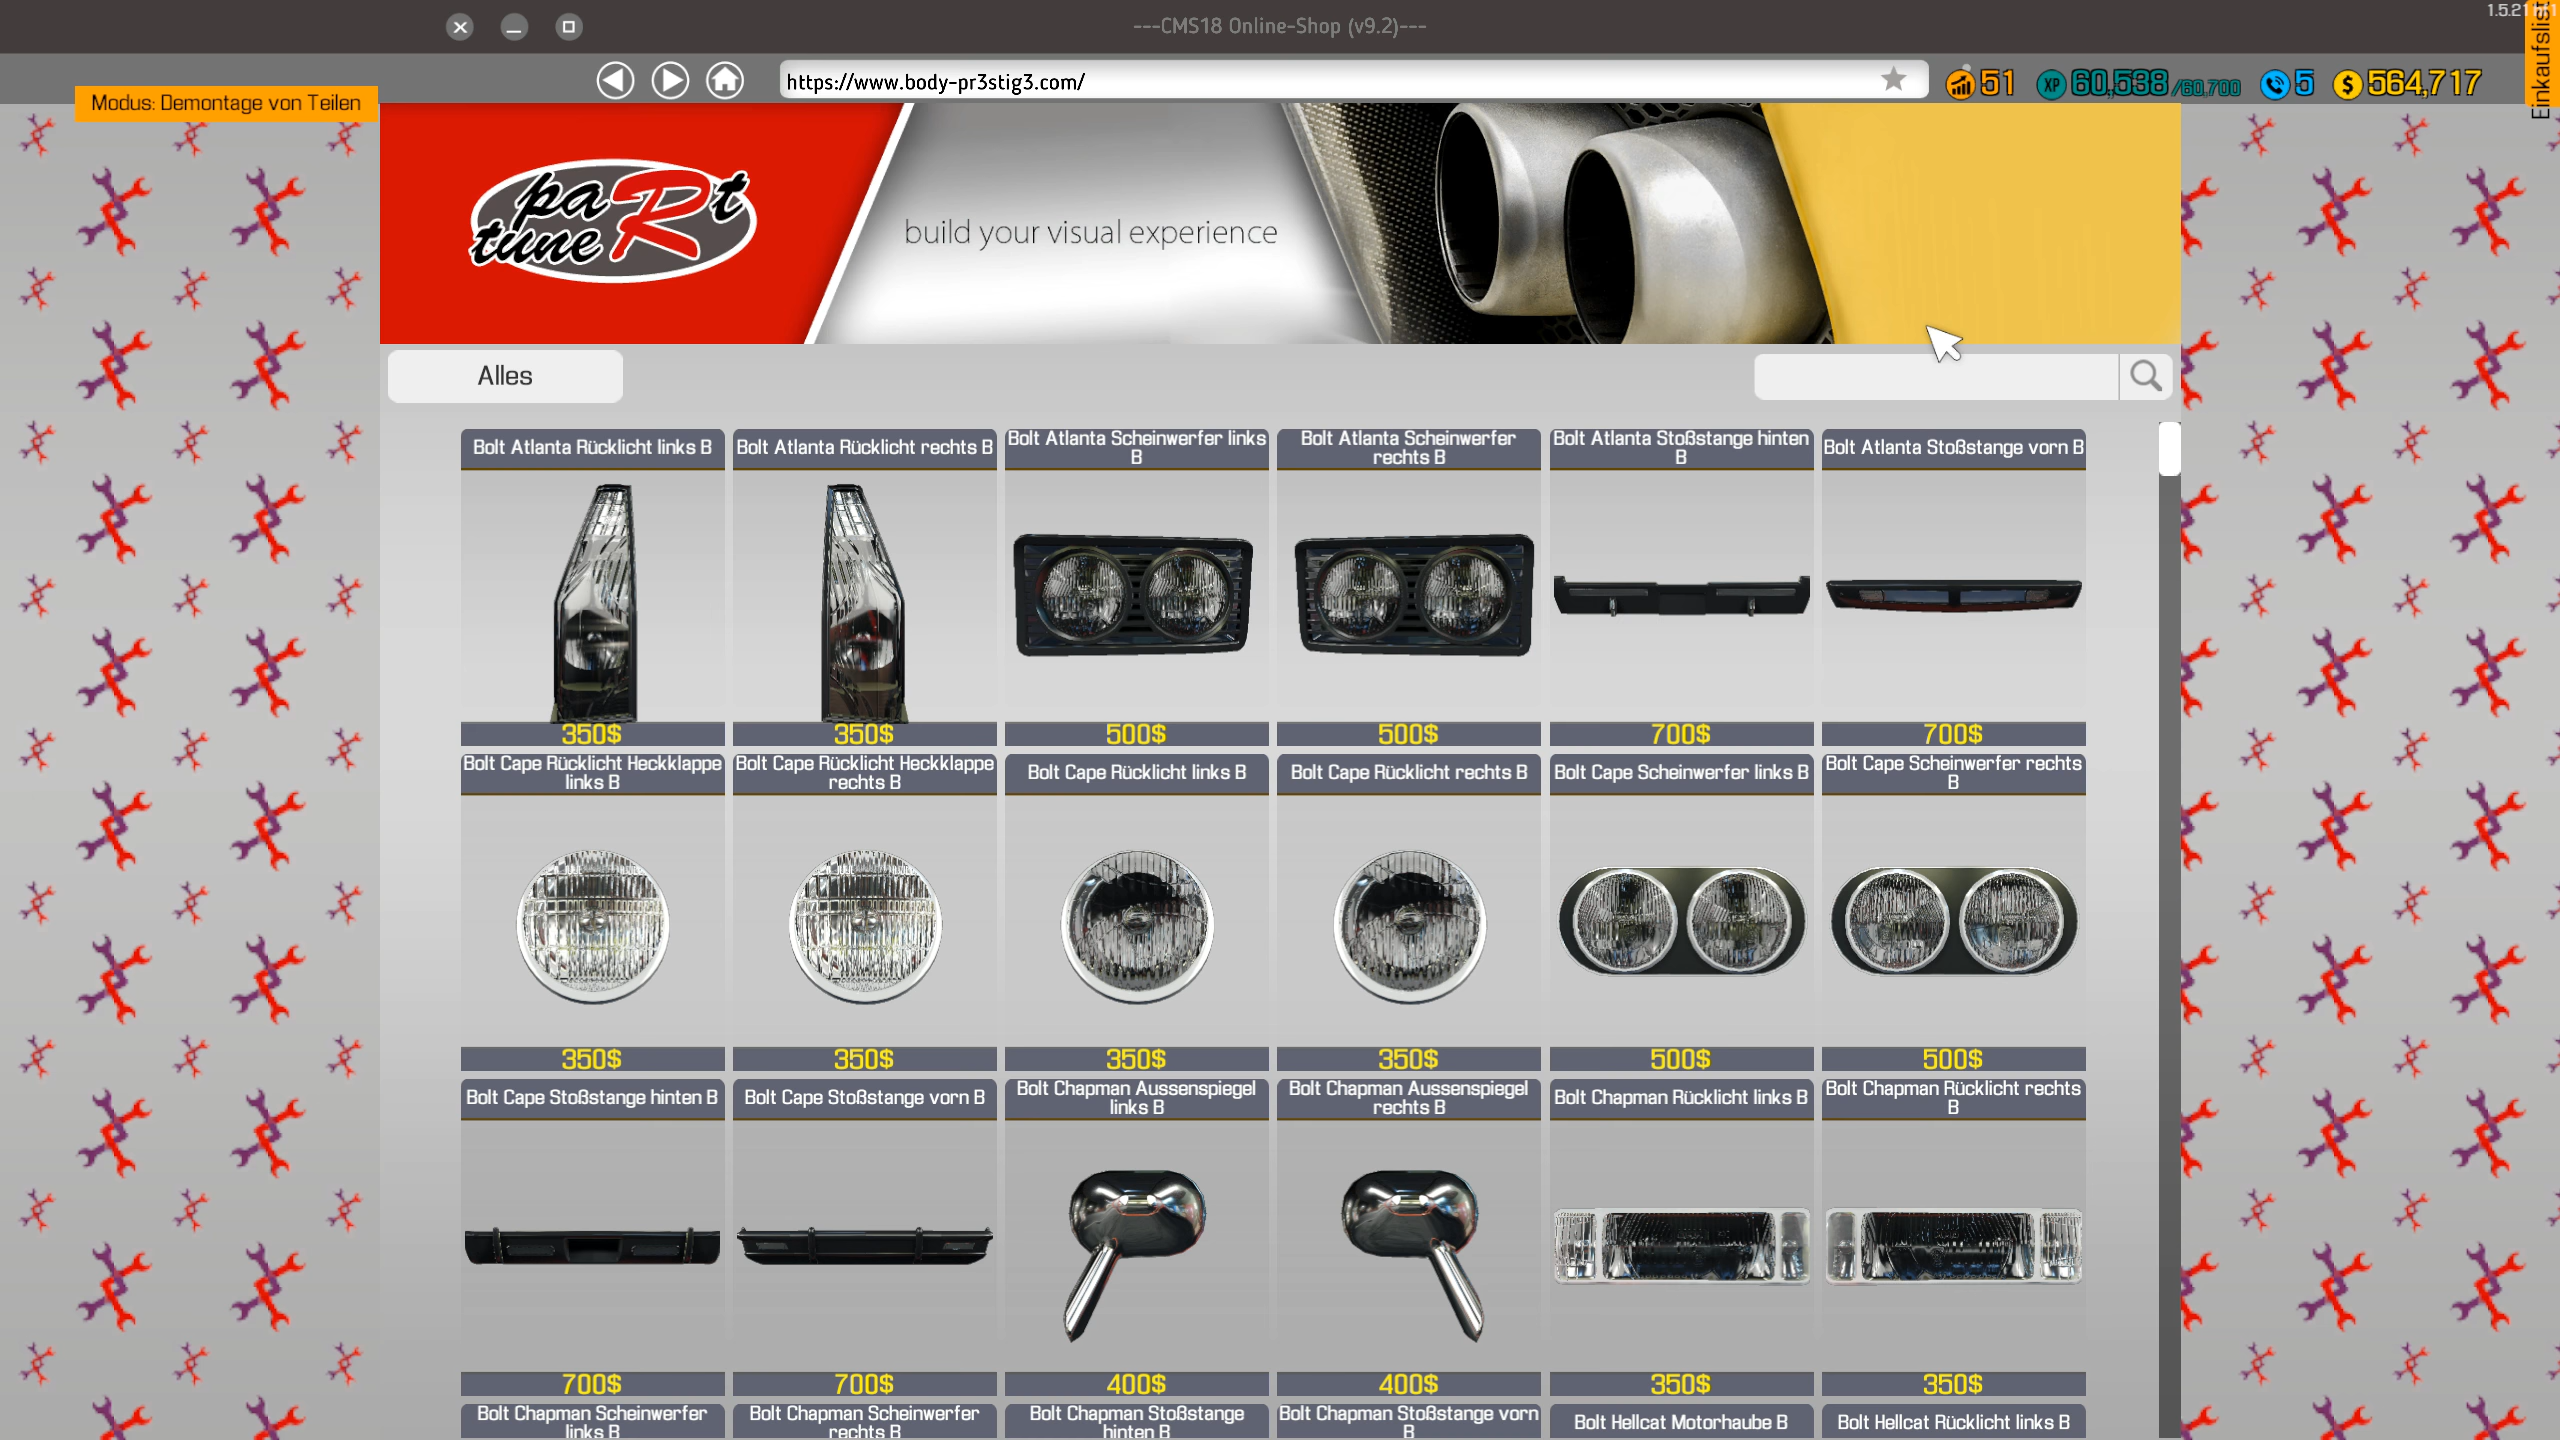 ---CMS18 Online-Shop (v9.2)---
https://www.body-pr3stig3.com/
51
XP
60,538/60,700
5
$
564,717
Einkaufsliste
Modus: Demontage von Teilen
paRt
tune
build your visual experience
Alles
Bolt Atlanta Rücklicht links B
Bolt Atlanta Rücklicht rechts B
Bolt Atlanta Scheinwerfer links
B
Bolt Atlanta Scheinwerfer
rechts B
Bolt Atlanta Stoßstange hinten
B
Bolt Atlanta Stoßstange vorn B
350$
350$
500$
500$
700$
700$
Bolt Cape Rücklicht Heckklappe
links B
Bolt Cape Rücklicht Heckklappe
rechts B
Bolt Cape Rücklicht links B
Bolt Cape Rücklicht rechts B
Bolt Cape Scheinwerfer links B
Bolt Cape Scheinwerfer rechts
B
350$
350$
350$
350$
500$
500$
Bolt Cape Stoßstange hinten B
Bolt Cape Stoßstange vorn B
Bolt Chapman Aussenspiegel
links B
Bolt Chapman Aussenspiegel
rechts B
Bolt Chapman Rücklicht links B
Bolt Chapman Rücklicht rechts
B
700$
700$
400$
400$
350$
350$
Bolt Chapman Scheinwerfer
links B
Bolt Chapman Scheinwerfer
rechts B
Bolt Chapman Stoßstange
hinten B
Bolt Chapman Stoßstange vorn
B
Bolt Hellcat Motorhaube B
Bolt Hellcat Rücklicht links B